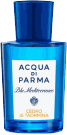 ACQUA
DI
PARMA
Blu Mediterraneo
CEDRO
DI TAORMINA